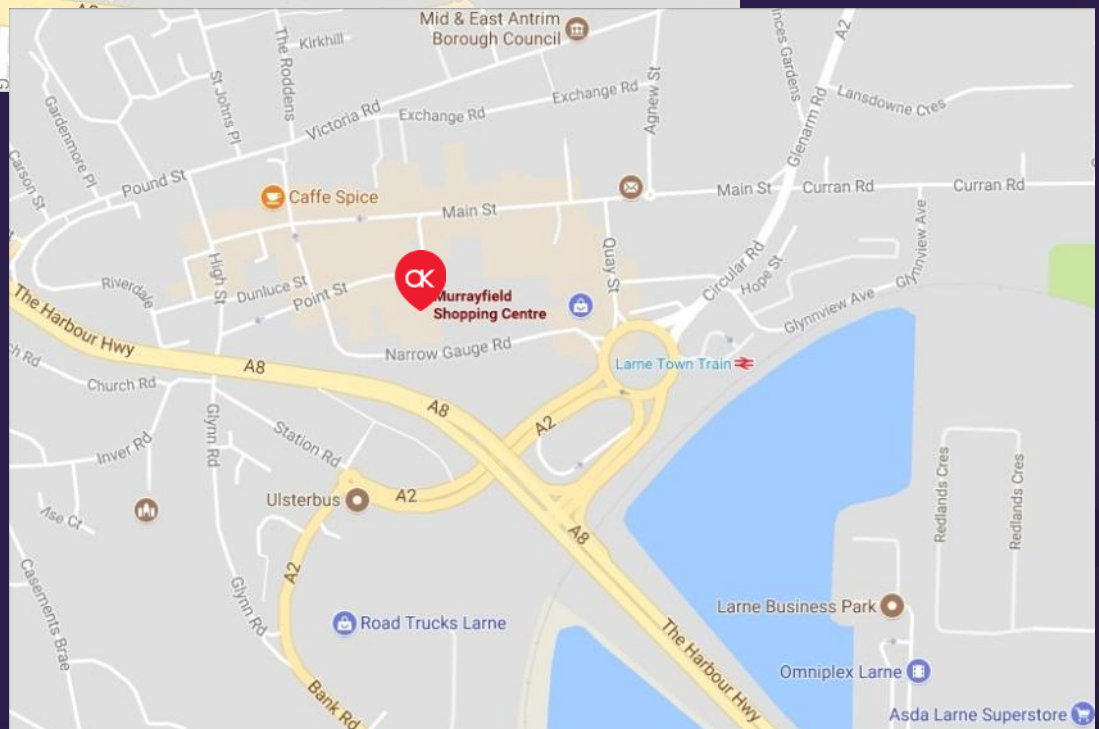 A2
Mid & East Antrim
Borough Council
A2
Kirkhill
The Roddens
St Johns Pl
Exchange Rd
Exchange Rd
Agnew St
Lansdowne Cres
Gardenmore Pl
Victoria Rd
Glenarm Rd
Carson St
Pound St
Caffe Spice
Main St
Main St
Curran Rd
Curran Rd
Quay St
Glynnview Ave
High St
Riverdale
Dunluce St
Point St
OK
Murrayfield
Shopping Centre
Circular Rd
Hope St
Glynnview Ave
The Harbour Hwy
Narrow Gauge Rd
Larne Town Train
A8
Church Rd
A8
A2
Glynn Rd
Station Rd
Inver Rd
Ulsterbus
A2
A8
Redlands Cres
Redlands Cres
Casements Brae
A2
Glynn Rd
Road Trucks Larne
Larne Business Park
The Harbour Hwy
Omniplex Larne
Bank Rd
Asda Larne Superstore